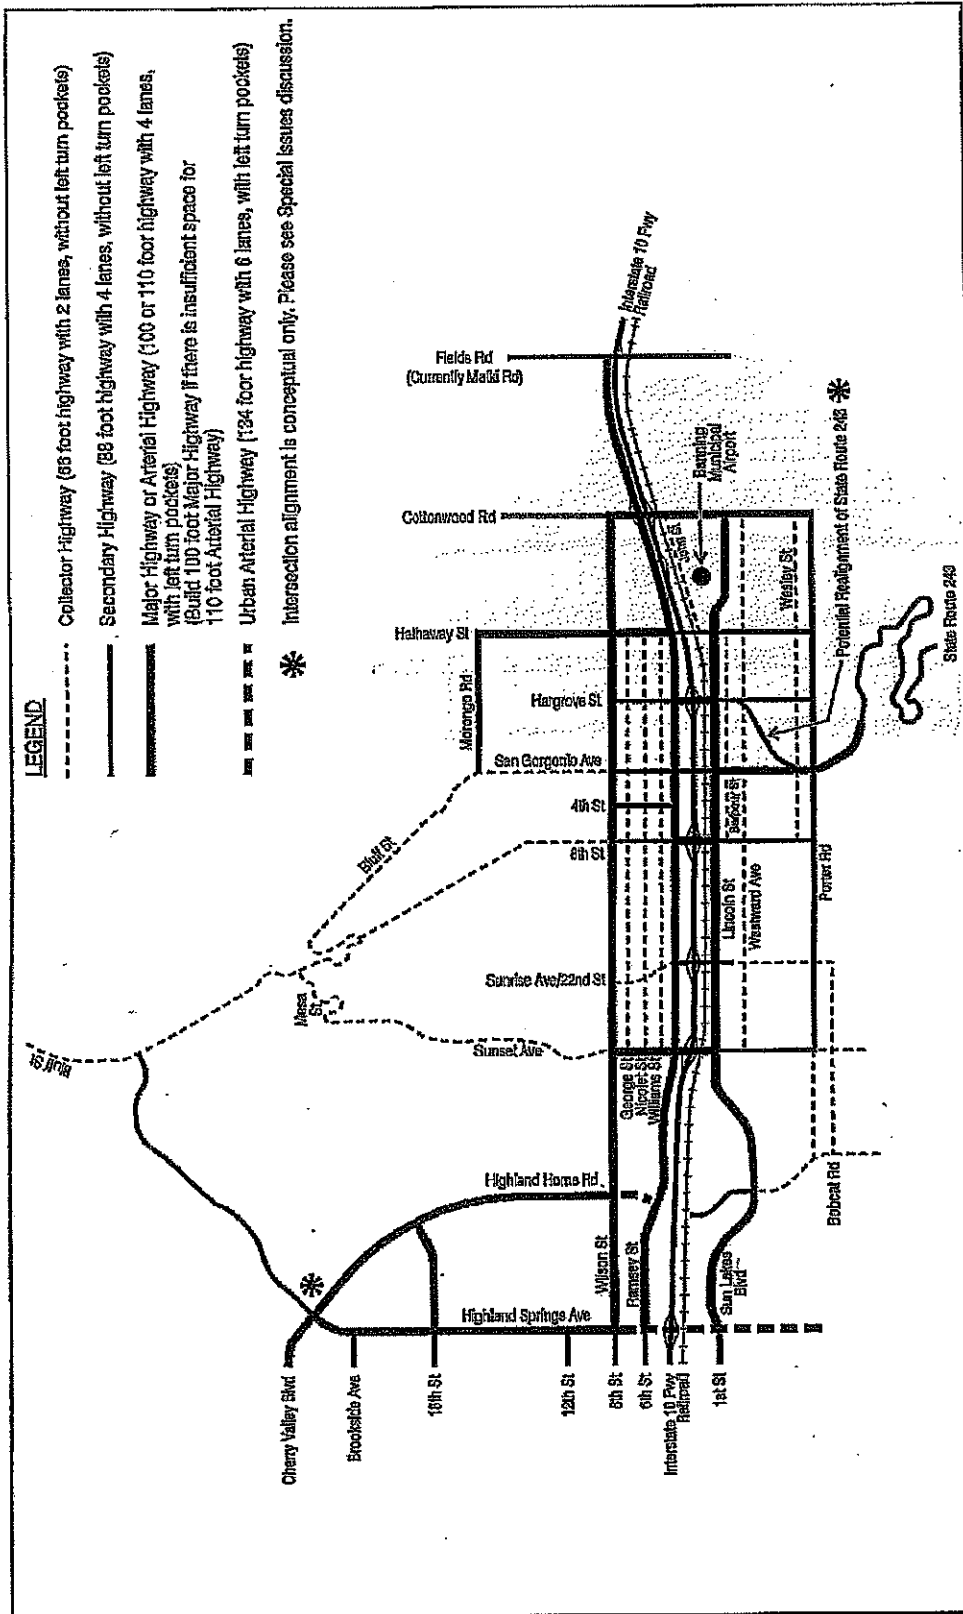 LEGEND
Collector Highway (66 foot highway with 2 lanes, without left turn pockets)
Secondary Highway (88 foot highway with 4 lanes, without left turn pockets)
Major Highway or Arterial Highway (100 or 110 foor highway with 4 lanes,
with left turn pockets)
(Build 100 foot Major Highway if there is insufficient space for
110 foot Arterial Highway)
Urban Arterial Highway (134 foor highway with 6 lanes, with left turn pockets)
Intersection alignment is conceptual only. Please see Special Issues discussion.
Bluff St
Mesa
St
Bluff St
Morongo Rd
Fields Rd
(Currently Malki Rd)
Interstate 10 Fwy
Railroad
Cottonwood Rd
Hathaway St
Hargrove St
San Gorgonio Ave
4th St
8th St
Sunrise Ave/22nd St
Sunset Ave
Highland Home Rd
Highland Springs Ave
Cherry Valley Blvd
Brookside Ave
18th St
12th St
8th St
6th St
Interstate 10 Fwy
Railroad
1st St
Wilson St
Ramsey St
Sun Lakes
Blvd
George St
Nicolet St
Williams St
Lincoln St
Westward Ave
Barbour St
Wesley St
Porter Rd
Bobcat Rd
Banning
Municipal
Airport
Potential Realignment of State Route 243
State Route 243